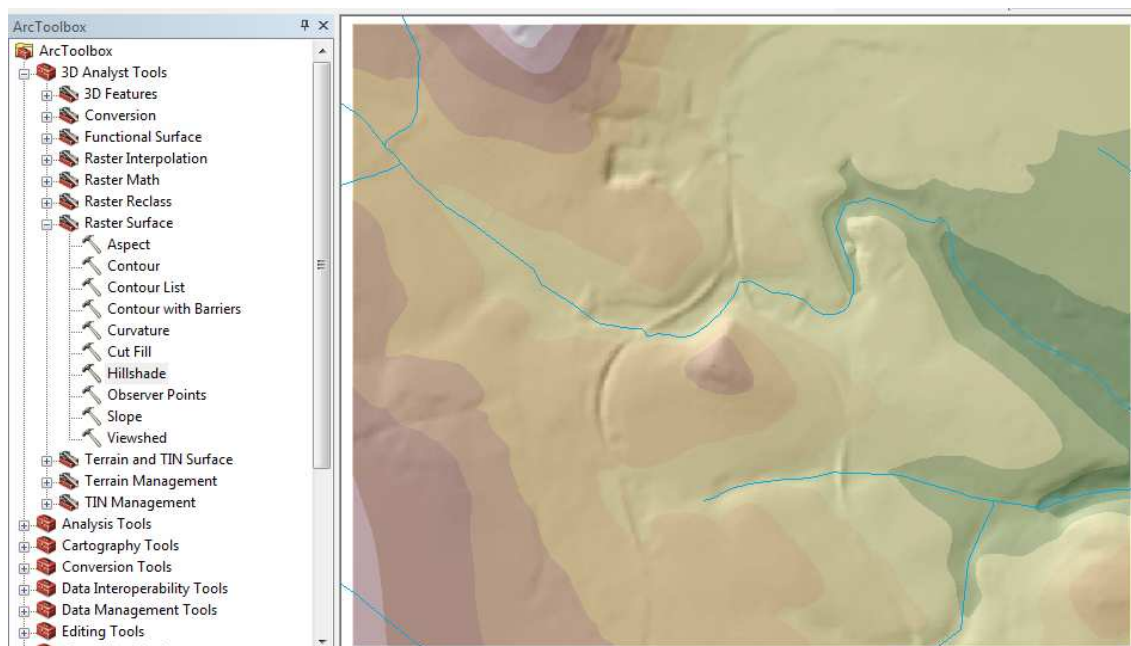 ArcToolbox
ArcToolbox
3D Analyst Tools
3D Features
Conversion
Functional Surface
Raster Interpolation
Raster Math
Raster Reclass
Raster Surface
Aspect
Contour
Contour List
Contour with Barriers
Curvature
Cut Fill
Hillshade
Observer Points
Slope
Viewshed
Terrain and TIN Surface
Terrain Management
TIN Management
Analysis Tools
Cartography Tools
Conversion Tools
Data Interoperability Tools
Data Management Tools
Editing Tools